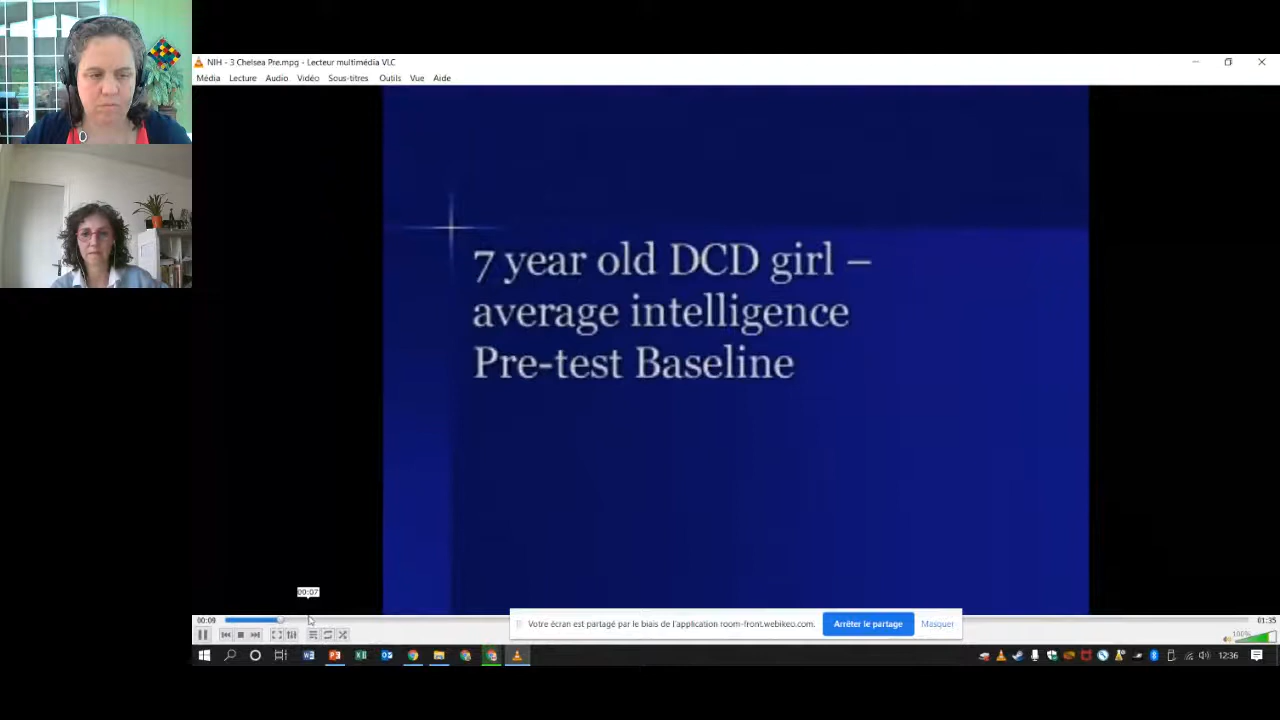 NIH - 3 Chelsea Pre.mpg - Lecteur multimédia VLC
Média Lecture Audio Vidéo Sous-titres Outils Vue Aide
7 year old DCD girl –
average intelligence
Pre-test Baseline
00:07
00:09
01:35
Votre écran est partagé par le biais de l'application room-front.webikeo.com.
Arrêter le partage
Masquer
100%
12:36